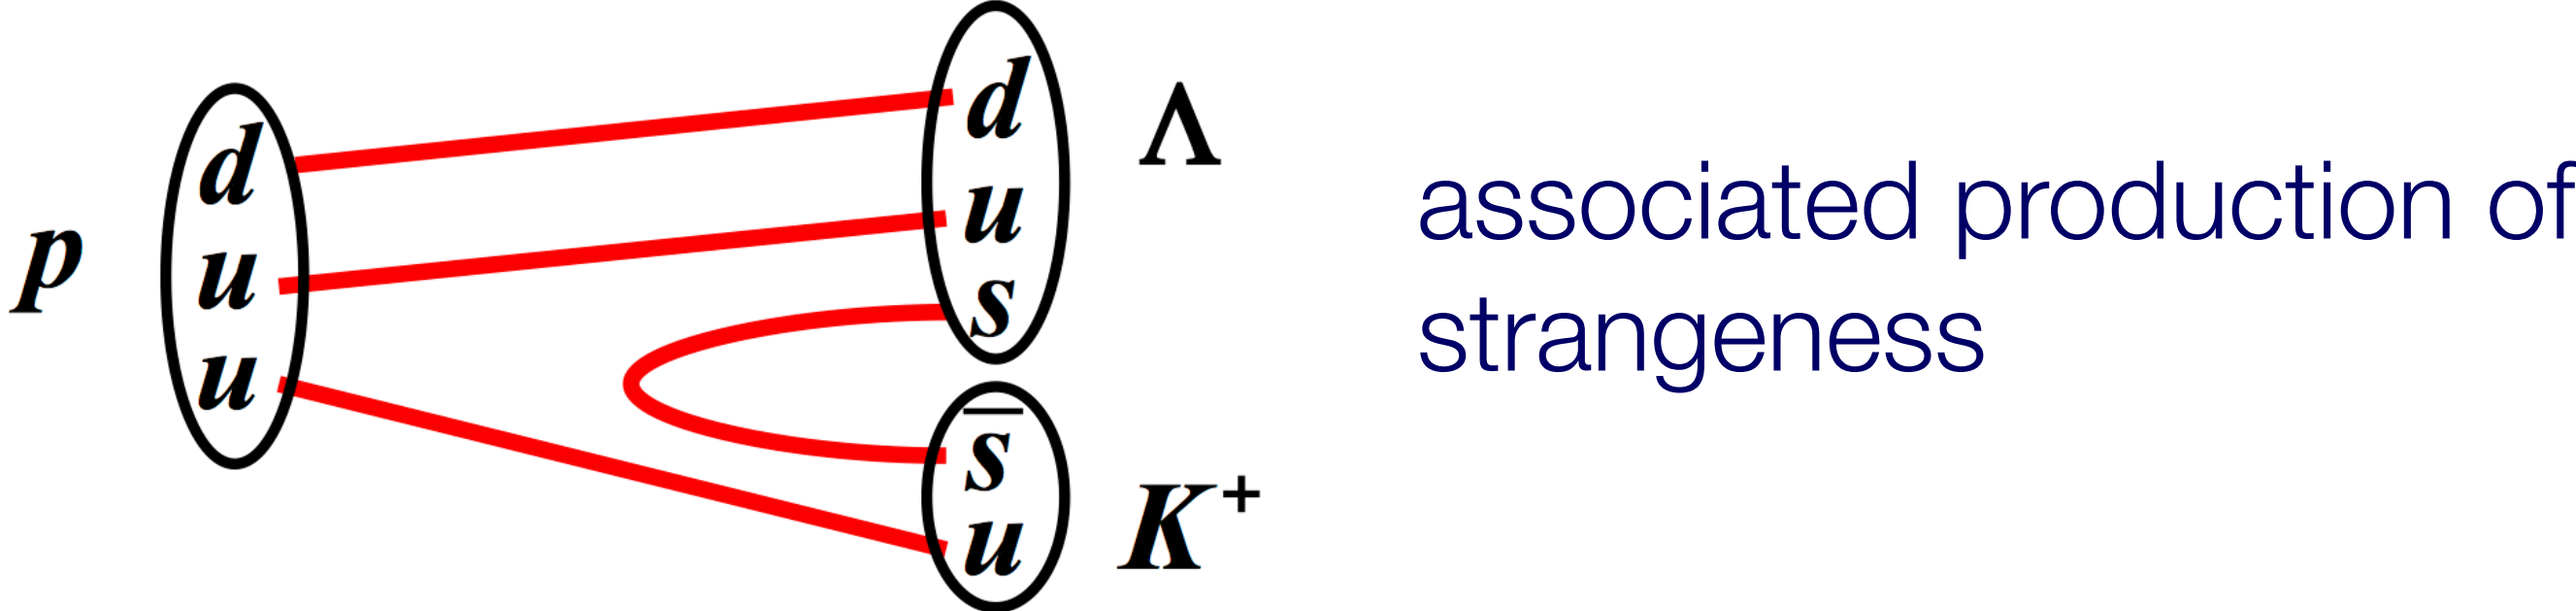 p
d
u
u
d
u
s
Λ
s̅
u
K⁺
associated production of
strangeness